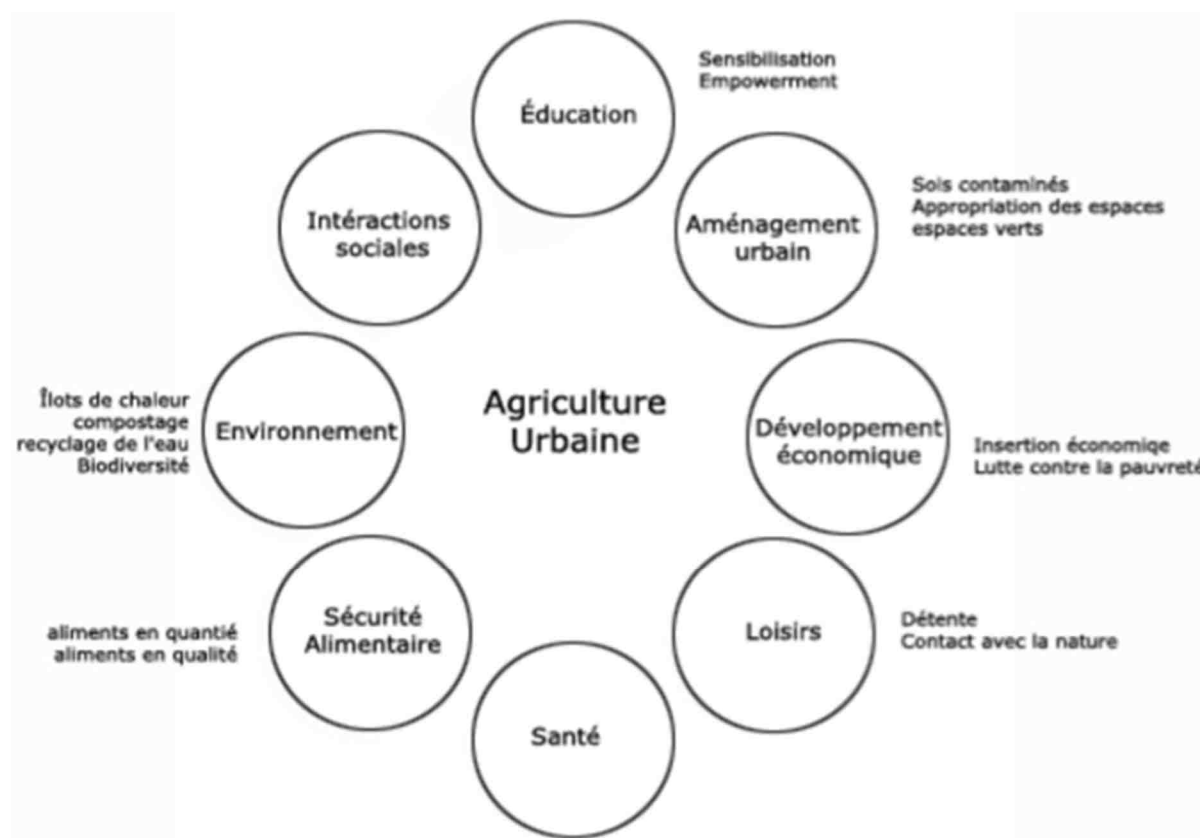 Éducation
Sensibilisation
Empowerment
Aménagement
urbain
Sols contaminés
Appropriation des espaces
espaces verts
Développement
économique
Insertion économiqe
Lutte contre la pauvreté
Loisirs
Détente
Contact avec la nature
Santé
Sécurité
Alimentaire
aliments en quantié
aliments en qualité
Environnement
Îlots de chaleur
compostage
recyclage de l'eau
Biodiversité
Intéractions
sociales
Agriculture
Urbaine